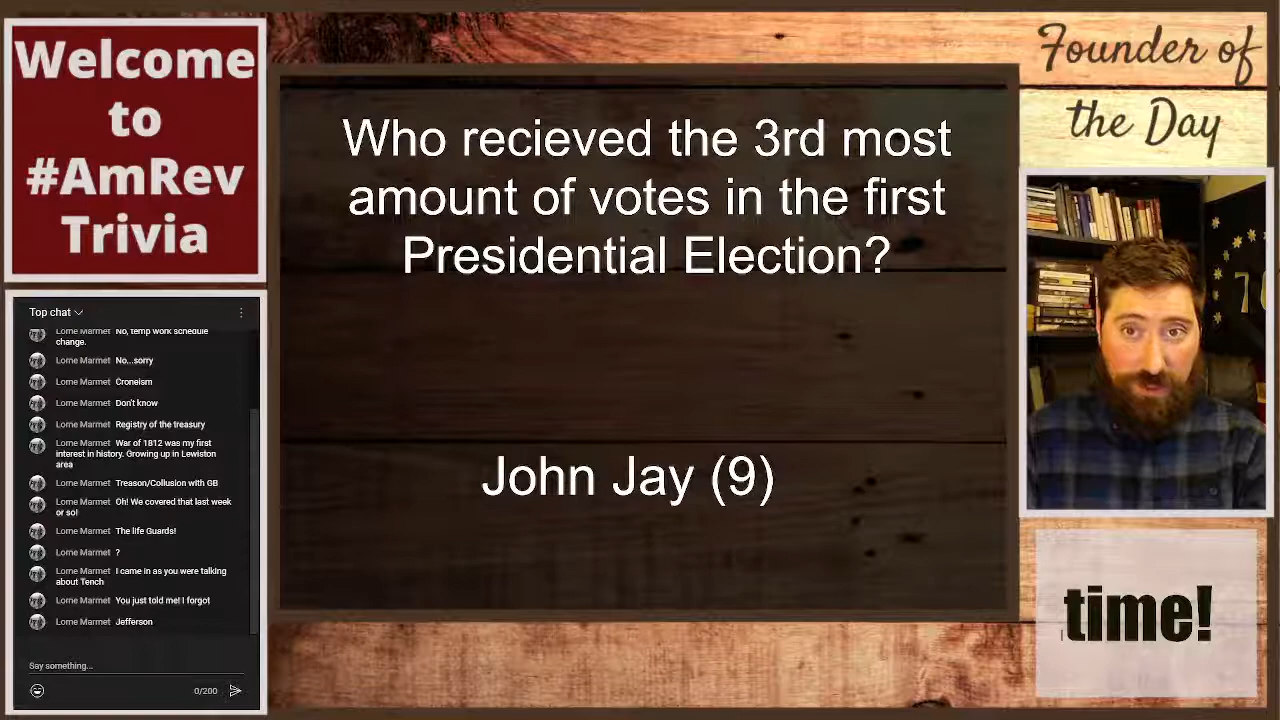 Welcome
to
#AmRev
Trivia
Who recieved the 3rd most
amount of votes in the first
Presidential Election?
John Jay (9)
Founder of
the Day
time!
Top chat
Lorne Marmet No, temp work schedule
change.
Lorne Marmet No...sorry
Lorne Marmet Croneism
Lorne Marmet Don't know
Lorne Marmet Registry of the treasury
Lorne Marmet War of 1812 was my first
interest in history. Growing up in Lewiston
area
Lorne Marmet Treason/Collusion with GB
Lorne Marmet Oh! We covered that last week
or so!
Lorne Marmet The life Guards!
Lorne Marmet ?
Lorne Marmet I came in as you were talking
about Tench
Lorne Marmet You just told me! I forgot
Lorne Marmet Jefferson
Say something...
0/200